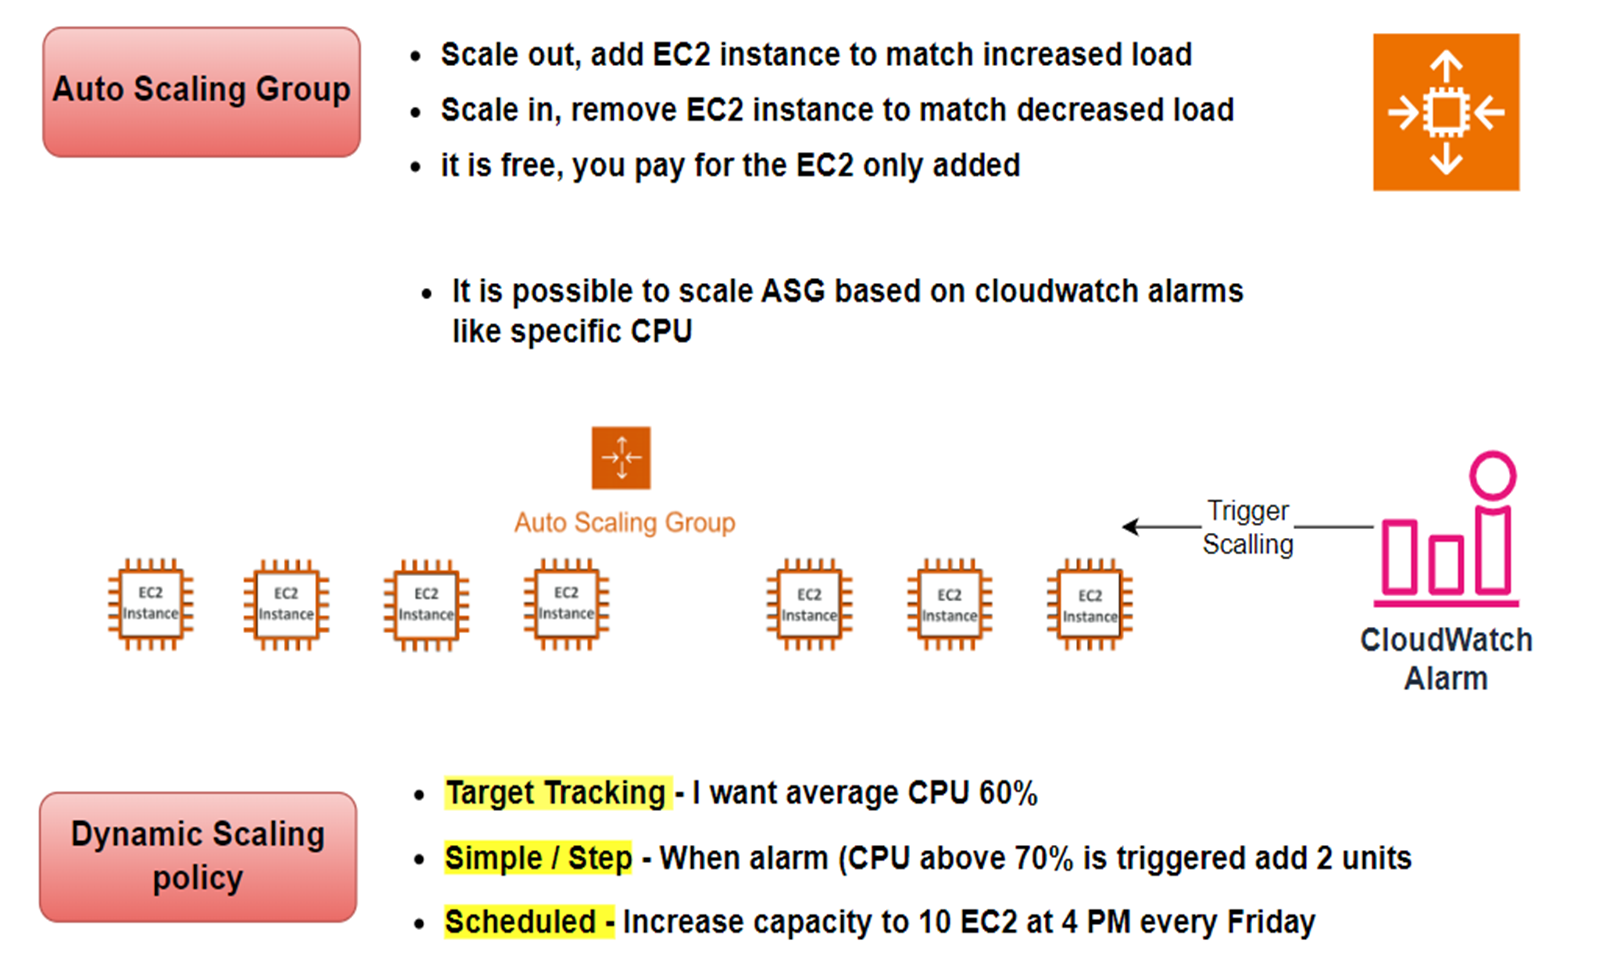 Auto Scaling Group
• Scale out, add EC2 instance to match increased load
• Scale in, remove EC2 instance to match decreased load
• it is free, you pay for the EC2 only added
• It is possible to scale ASG based on cloudwatch alarms
like specific CPU
Auto Scaling Group
Trigger
Scalling
EC2
Instance
EC2
Instance
EC2
Instance
EC2
Instance
EC2
Instance
EC2
Instance
EC2
Instance
CloudWatch
Alarm
Dynamic Scaling
policy
• Target Tracking - I want average CPU 60%
• Simple / Step - When alarm (CPU above 70% is triggered add 2 units
• Scheduled - Increase capacity to 10 EC2 at 4 PM every Friday